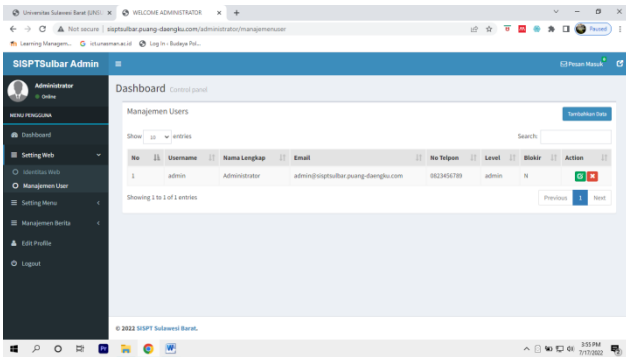 Universitas Sulawesi Barat (UNS)
WELCOME ADMINISTRATOR
Not secure | sisptsulbar.puang-daengku.com/administrator/manajemenuser
Paused
Learning Managem...
Log In ‹ Budaya Pol...
SISPTSulbar Admin
Pesan Masuk
Administrator
Online
Dashboard Control panel
MENU PENGGUNA
Manajemen Users
Tambahkan Data
Dashboard
Show 10 entries
Search:
Setting Web
No Username Nama Lengkap Email No Telpon Level Blokir Action
Identitas Web
1 admin Administrator admin@sisptsulbar.puang-daengku.com 0823456789 admin N
Manajemen User
Showing 1 to 1 of 1 entries
Previous 1 Next
Setting Menu
Manajemen Berita
Edit Profile
Logout
© 2022 SISPT Sulawesi Barat.
3:55 PM
7/17/2022